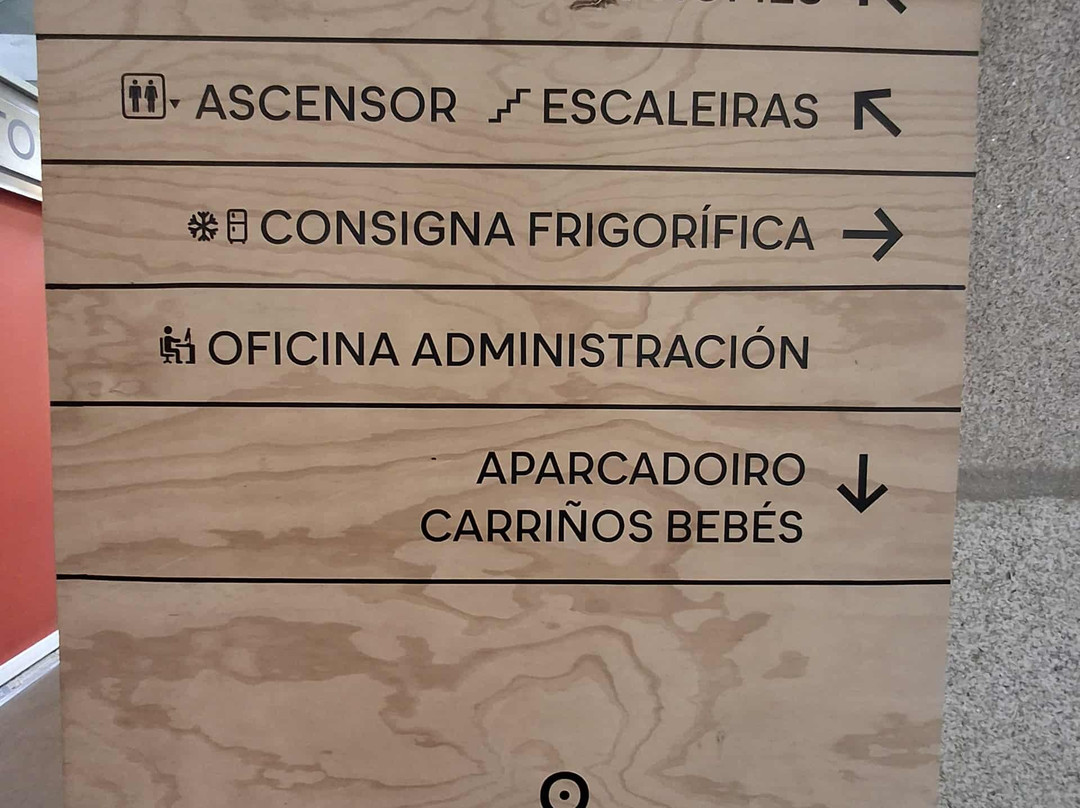 ASCENSOR ESCALEIRAS
CONSIGNA FRIGORÍFICA
OFICINA ADMINISTRACIÓN
APARCADOIRO
CARRIÑOS BEBÉS